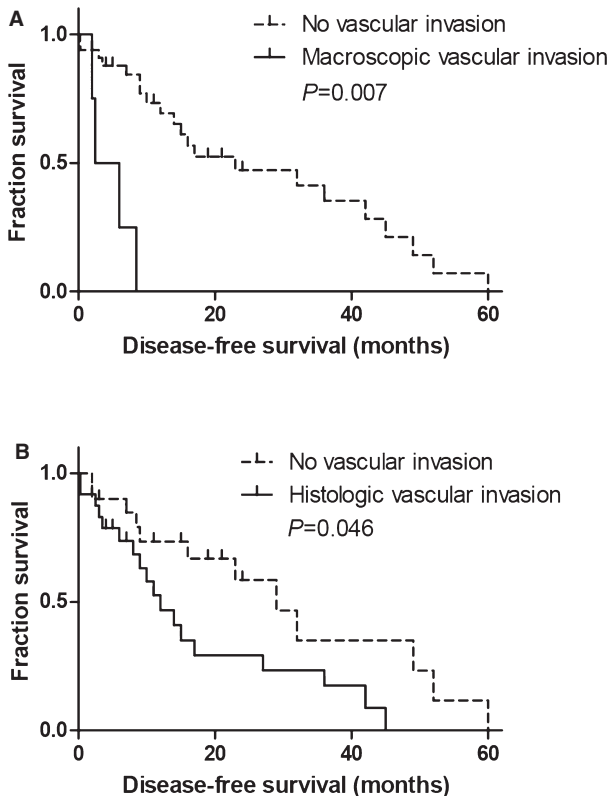 A
No vascular invasion
Macroscopic vascular invasion
P=0.007
Fraction survival
1.0
0.5
0.0
0 20 40 60
Disease-free survival (months)
B
No vascular invasion
Histologic vascular invasion
P=0.046
Fraction survival
1.0
0.5
0.0
0 20 40 60
Disease-free survival (months)